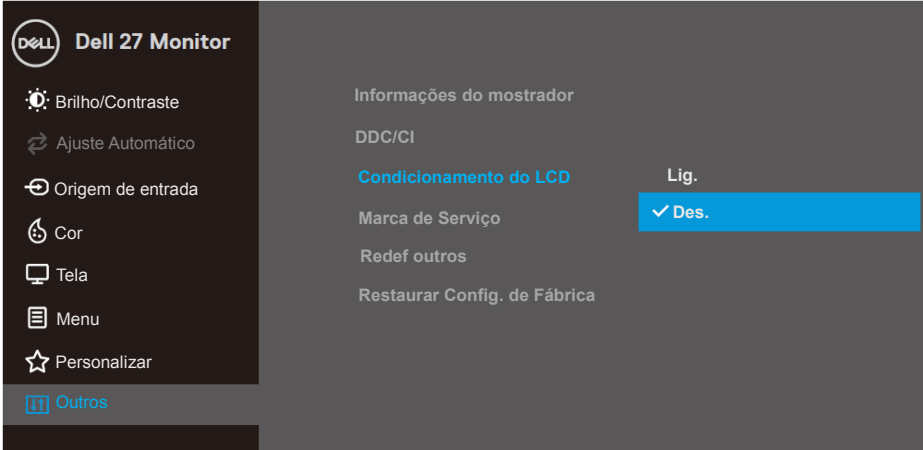 DELL Dell 27 Monitor
Brilho/Contraste
Ajuste Automático
Origem de entrada
Cor
Tela
Menu
Personalizar
Outros
Informações do mostrador
DDC/CI
Condicionamento do LCD
Marca de Serviço
Redef outros
Restaurar Config. de Fábrica
Lig.
Des.